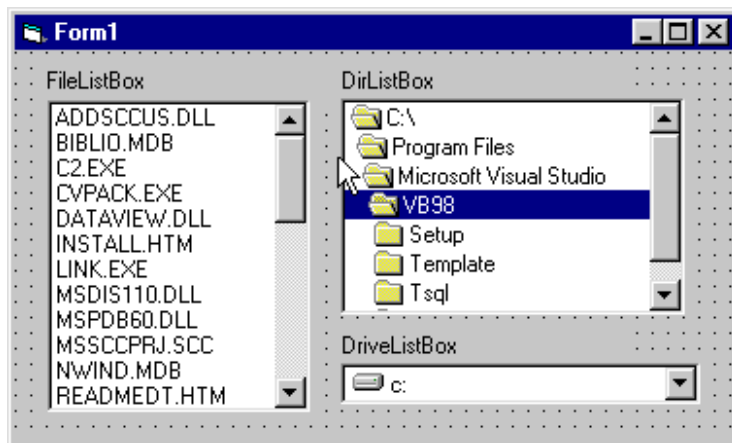 Form1
FileListBox
ADDSCCUS.DLL
BIBLIO.MDB
C2.EXE
CVPACK.EXE
DATAVIEW.DLL
INSTALL.HTM
LINK.EXE
MSDIS110.DLL
MSPDB60.DLL
MSSCCPRJ.SCC
NWIND.MDB
READMEDT.HTM
DirListBox
C:\
Program Files
Microsoft Visual Studio
VB98
Setup
Template
Tsql
DriveListBox
c: